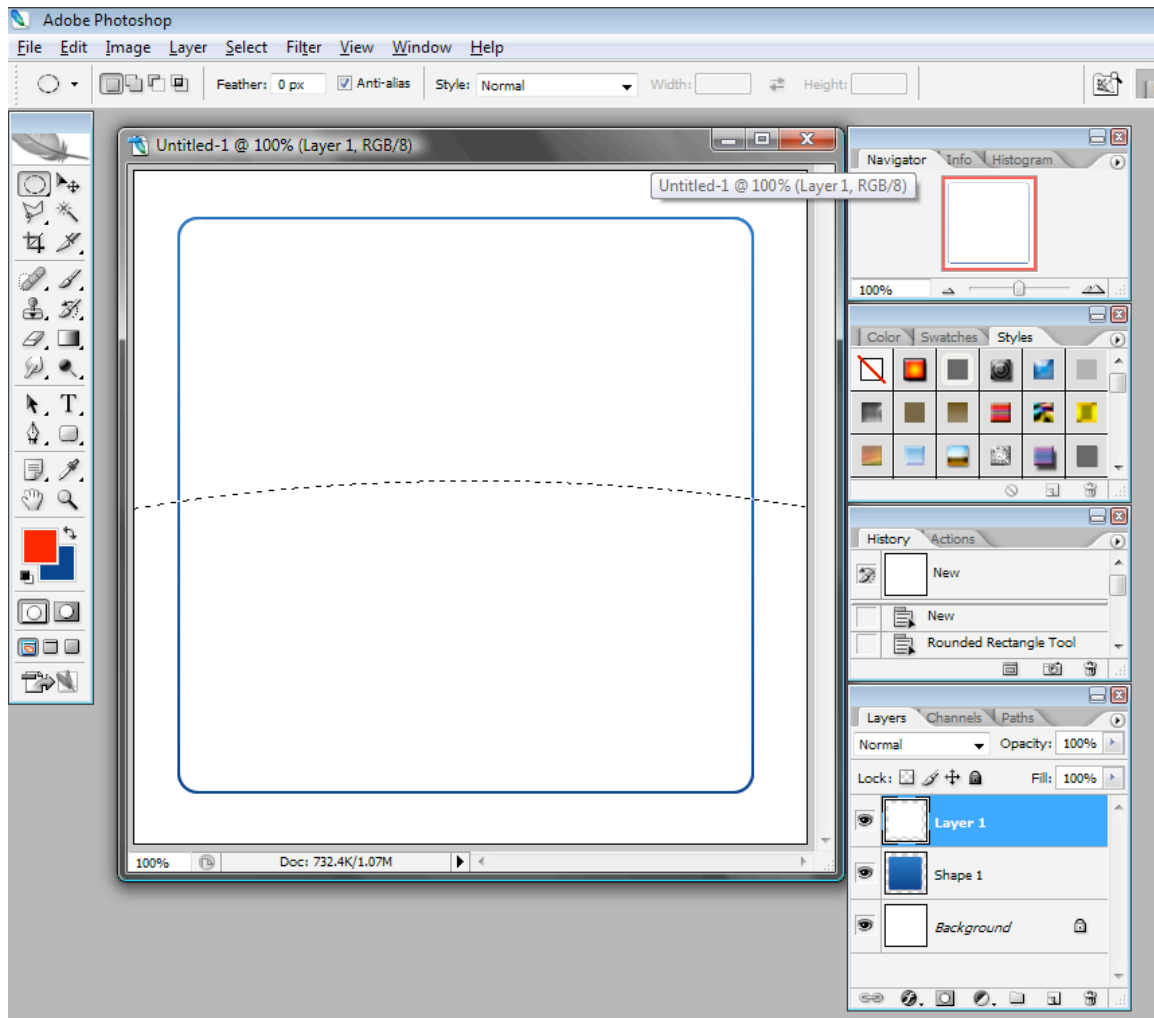 Adobe Photoshop
File Edit Image Layer Select Filter View Window Help
Feather: 0 px Anti-alias Style: Normal Width: Height:
Untitled-1 @ 100% (Layer 1, RGB/8)
Untitled-1 @ 100% (Layer 1, RGB/8)
Navigator Info Histogram
100%
Color Swatches Styles
History Actions
New
New
Rounded Rectangle Tool
Layers Channels Paths
Normal Opacity: 100%
Lock: Fill: 100%
Layer 1
Shape 1
Background
100% Doc: 732.4K/1.07M